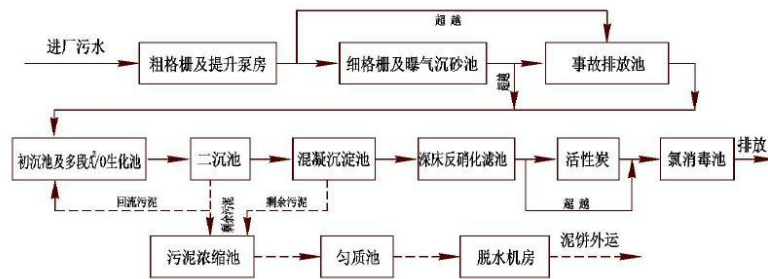 超 越
进厂污水
粗格栅及提升泵房
细格栅及曝气沉砂池
超越
事故排放池
初沉池及多段A²/O生化池
二沉池
混凝沉淀池
深床反硝化滤池
活性炭
氯消毒池
排放
回流污泥
剩余污泥
剩余污泥
超 越
污泥浓缩池
匀质池
脱水机房
泥饼外运